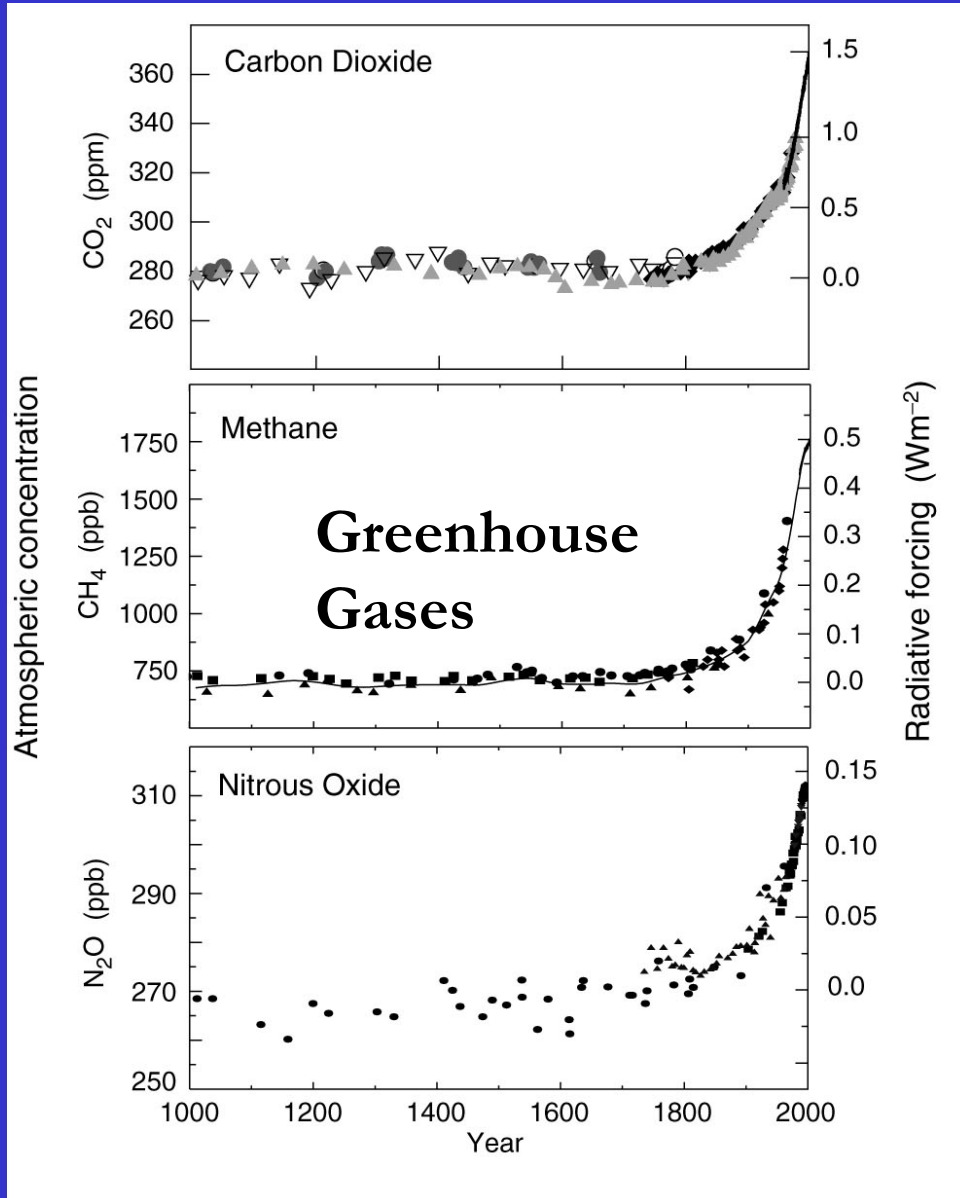 Carbon Dioxide
CO₂ (ppm)
360
340
320
300
280
260
1.5
1.0
0.5
0.0
Atmospheric concentration
Methane
CH₄ (ppb)
1750
1500
1250
1000
750
Greenhouse
Gases
0.5
0.4
0.3
0.2
0.1
0.0
Radiative forcing (Wm⁻²)
Nitrous Oxide
N₂O (ppb)
310
290
270
250
0.15
0.10
0.05
0.0
1000 1200 1400 1600 1800 2000
Year